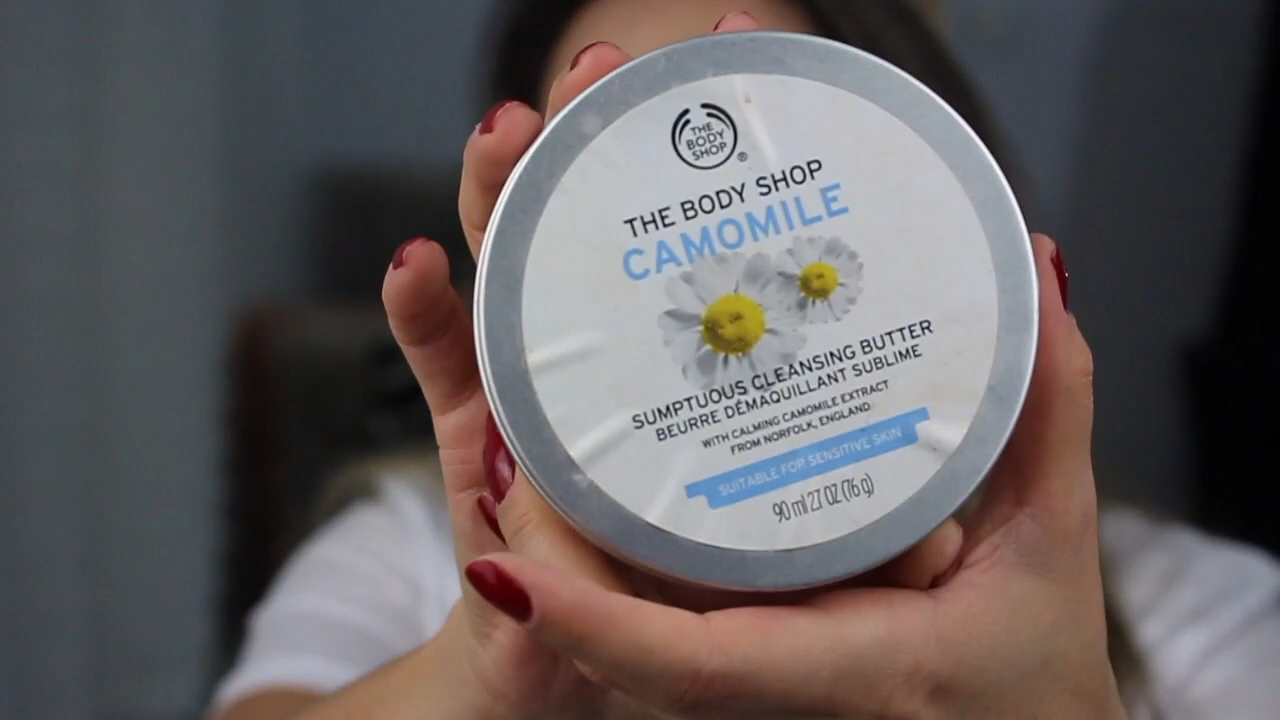 THE
BODY
SHOP
®
THE BODY SHOP
CAMOMILE
SUMPTUOUS CLEANSING BUTTER
BEURRE DÉMAQUILLANT SUBLIME
WITH CALMING CAMOMILE EXTRACT
FROM NORFOLK, ENGLAND
SUITABLE FOR SENSITIVE SKIN
90 ml 2.7 OZ (76 g)